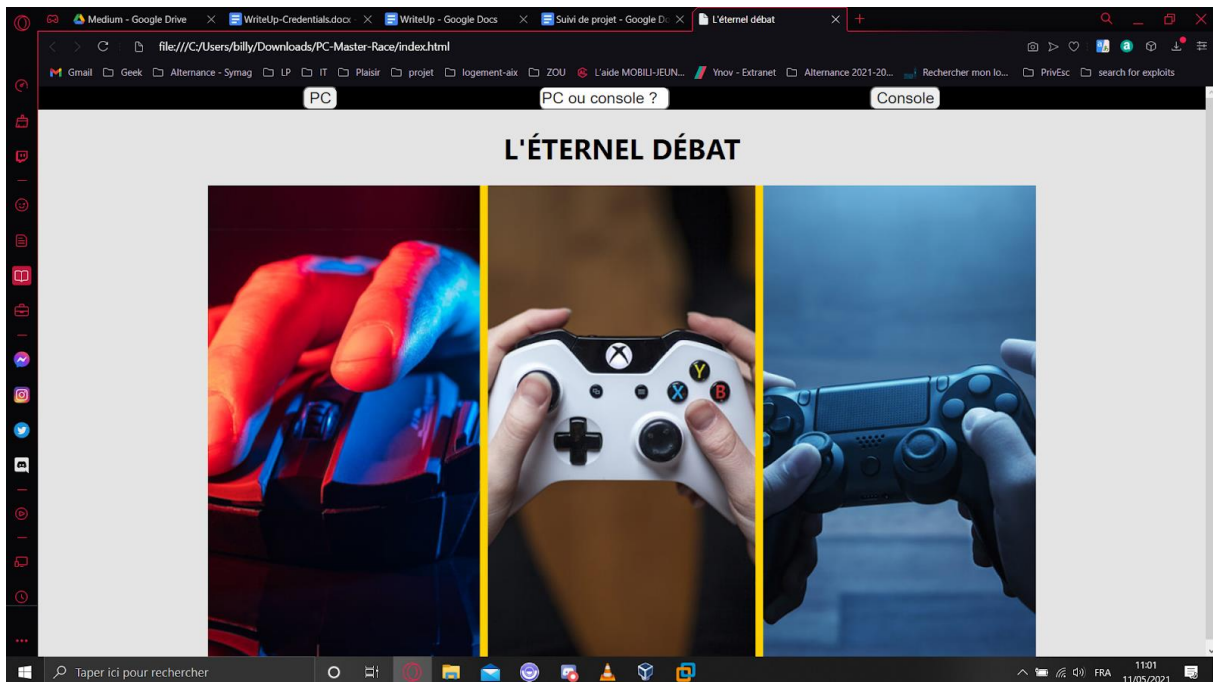 Medium - Google Drive
WriteUp-Credentials.docx
WriteUp - Google Docs
Suivi de projet - Google Do
L'éternel débat
file:///C:/Users/billy/Downloads/PC-Master-Race/index.html
Gmail Geek Alternance - Symag LP IT Plaisir projet logement-aix ZOU L'aide MOBILI-JEUN... Ynov - Extranet Alternance 2021-20... Rechercher mon lo... PrivEsc search for exploits
PC PC ou console ? Console
L'ÉTERNEL DÉBAT
Y
X B
Taper ici pour rechercher
FRA
11:01
11/05/2021